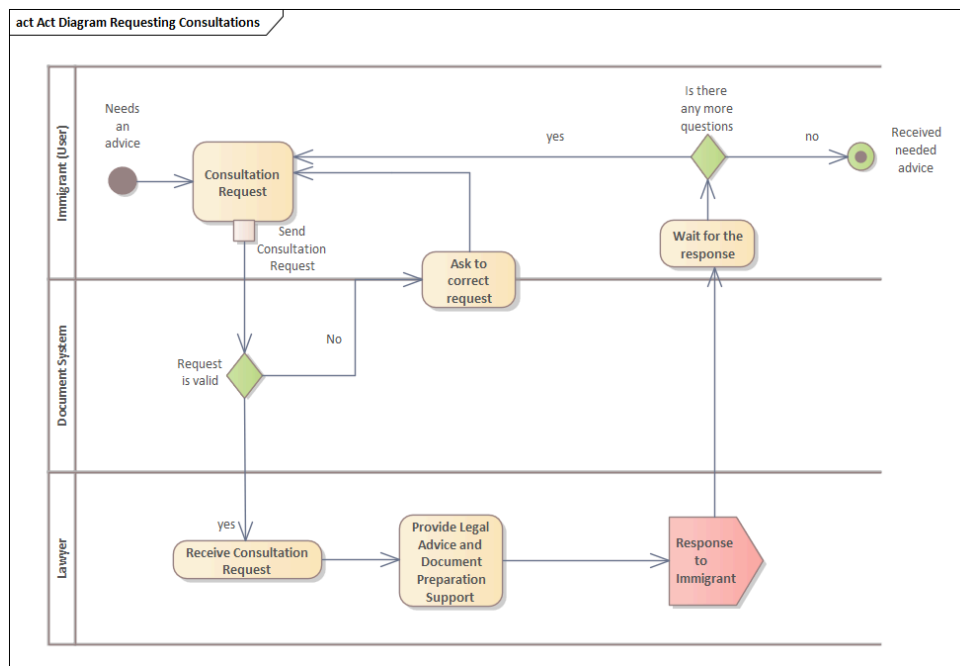 act Act Diagram Requesting Consultations
Immigrant (User)
Needs
an
advice
Consultation
Request
Send
Consultation
Request
Ask to
correct
request
yes
Is there
any more
questions
no
Received
needed
advice
Wait for the
response
Document System
Request
is valid
No
Lawyer
yes
Receive Consultation
Request
Provide Legal
Advice and
Document
Preparation
Support
Response
to
Immigrant